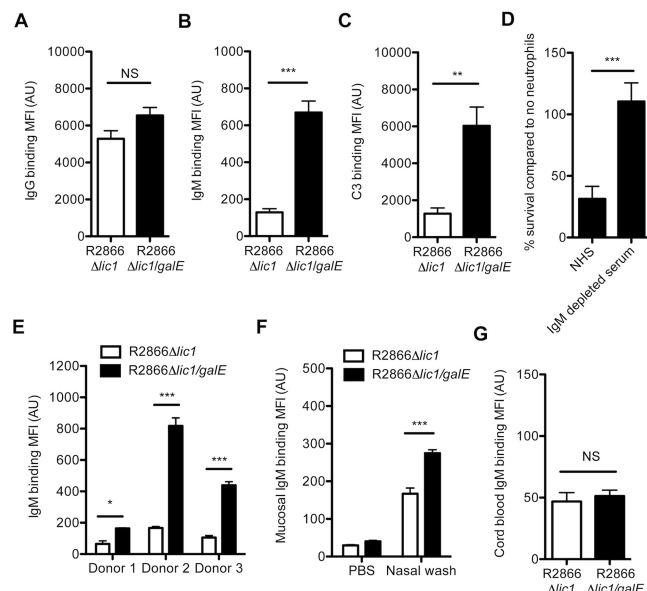 A
IgG binding MFI (AU)
10000
8000
6000
4000
2000
0
NS
R2866
Δlic1
R2866
Δlic1/galE
B
IgM binding MFI (AU)
1000
800
600
400
200
0
***
R2866
Δlic1
R2866
Δlic1/galE
C
C3 binding MFI (AU)
10000
8000
6000
4000
2000
0
**
R2866
Δlic1
R2866
Δlic1/galE
D
% survival compared to no neutrophils
150
100
50
0
***
NHS
IgM depleted serum
E
R2866Δlic1
R2866Δlic1/galE
IgM binding MFI (AU)
1200
1000
800
600
400
200
0
*
***
***
Donor 1 Donor 2 Donor 3
F
R2866Δlic1
R2866Δlic1/galE
Mucosal IgM binding MFI (AU)
500
400
300
200
100
0
***
PBS Nasal wash
G
Cord blood IgM binding MFI (AU)
150
100
50
0
NS
R2866
Δlic1
R2866
Δlic1/galE